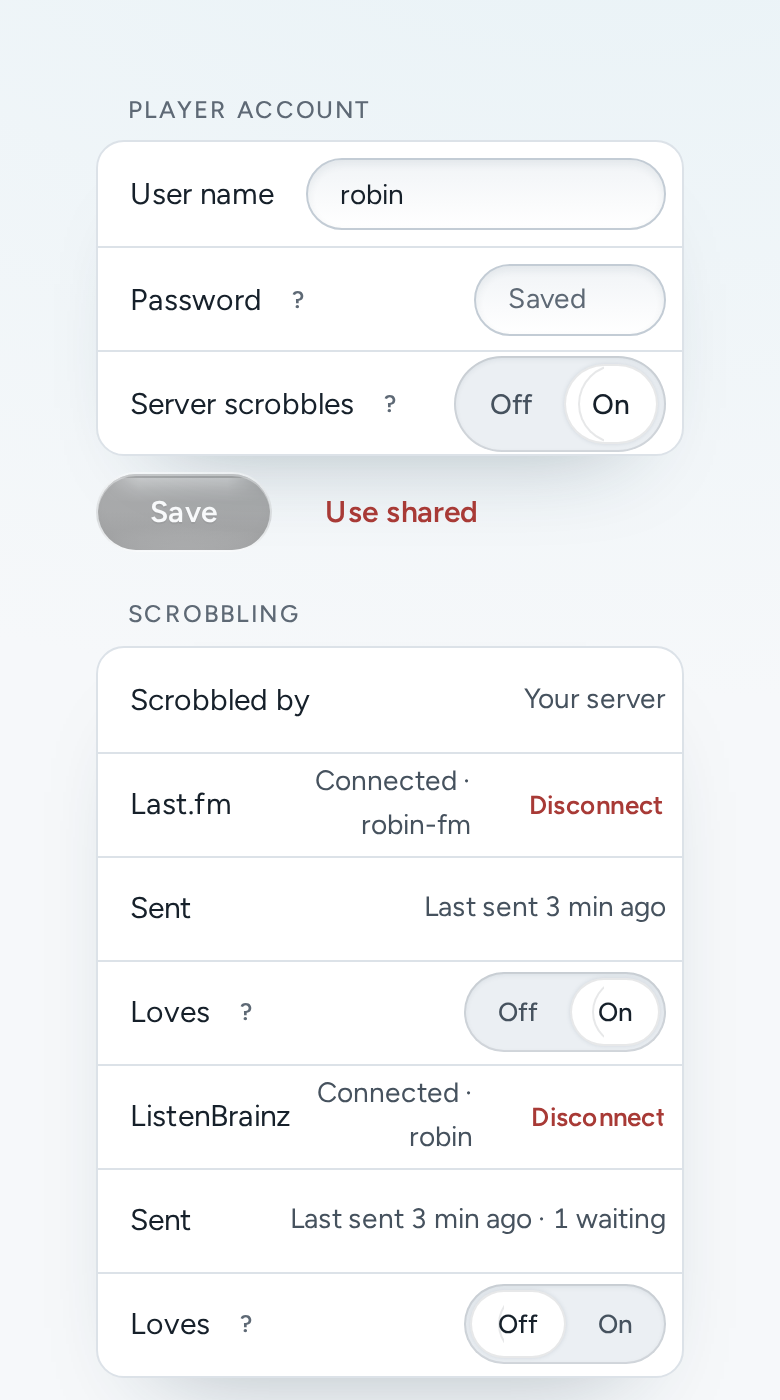 PLAYER ACCOUNT
User name robin
Password ? Saved
Server scrobbles ? Off On
Save Use shared
SCROBBLING
Scrobbled by Your server
Last.fm Connected · robin-fm Disconnect
Sent Last sent 3 min ago
Loves ? Off On
ListenBrainz Connected · robin Disconnect
Sent Last sent 3 min ago · 1 waiting
Loves ? Off On